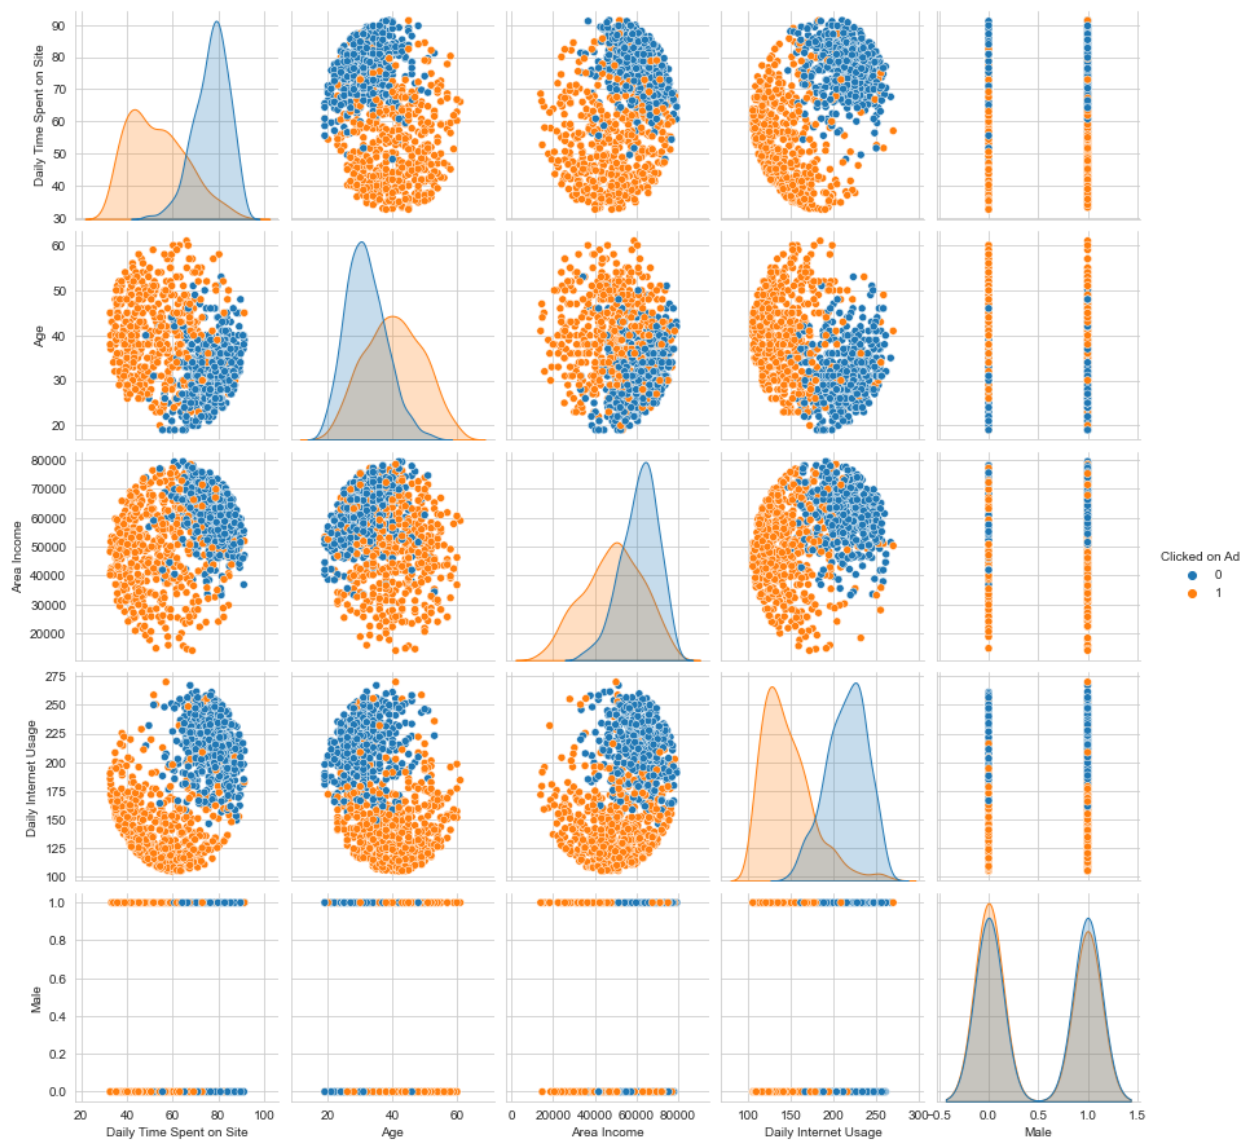 Daily Time Spent on Site
90
80
70
60
50
40
30
Age
60
50
40
30
20
Area Income
80000
70000
60000
50000
40000
30000
20000
Clicked on Ad
0
1
Daily Internet Usage
275
250
225
200
175
150
125
100
Male
1.0
0.8
0.6
0.4
0.2
0.0
20 40 60 80 100
20 40 60
0 20000 40000 60000 80000
100 150 200 250 300
−0.5 0.0 0.5 1.0 1.5
Daily Time Spent on Site
Age
Area Income
Daily Internet Usage
Male